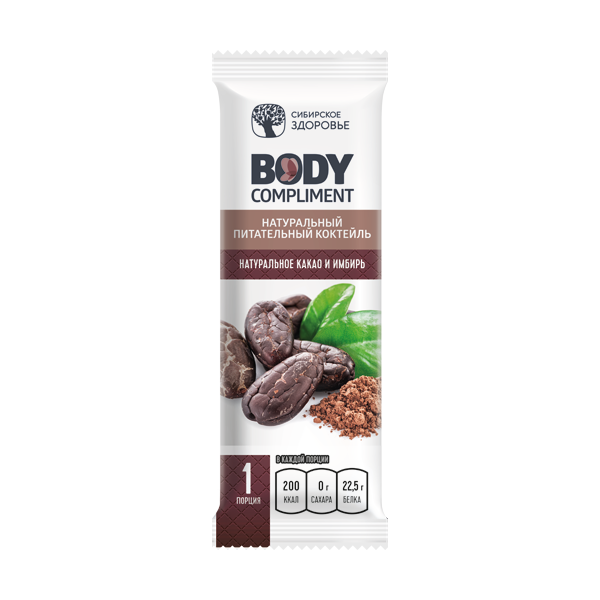 СИБИРСКОЕ
ЗДОРОВЬЕ
BODY
COMPLIMENT
НАТУРАЛЬНЫЙ
ПИТАТЕЛЬНЫЙ КОКТЕЙЛЬ
НАТУРАЛЬНОЕ КАКАО И ИМБИРЬ
В КАЖДОЙ ПОРЦИИ
1
ПОРЦИЯ
200
ККАЛ
0 г
САХАРА
22,5 г
БЕЛКА